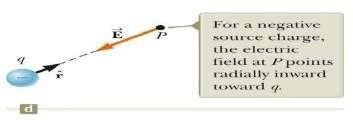 For a negative
source charge,
the electric
field at P points
radially inward
toward q.
E
P
q
r̂
−
d